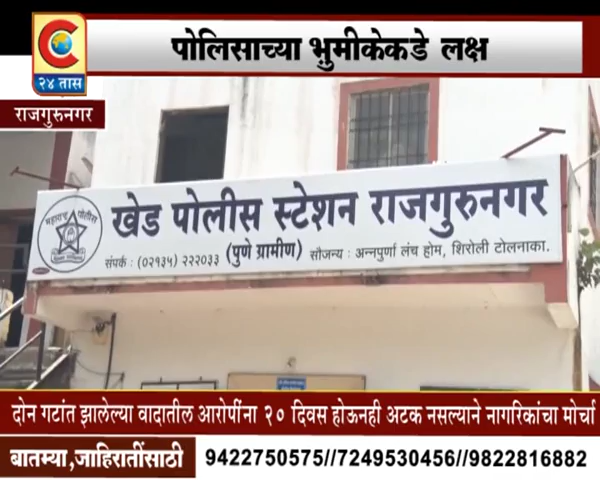 C
२४ तास
पोलिसाच्या भुमीकेकडे लक्ष
राजगुरुनगर
महाराष्ट्र पोलीस
खेड पोलीस स्टेशन राजगुरुनगर
संपर्क : (०२१३५) २२२०३३ (पुणे ग्रामीण) सौजन्य : अन्नपुर्णा लंच होम, शिरोली टोलनाका.
दोन गटांत झालेल्या वादातील आरोपींना २० दिवस होऊनही अटक नसल्याने नागरिकांचा मोर्चा
बातम्या,जाहिरातींसाठी
9422750575//7249530456//9822816882